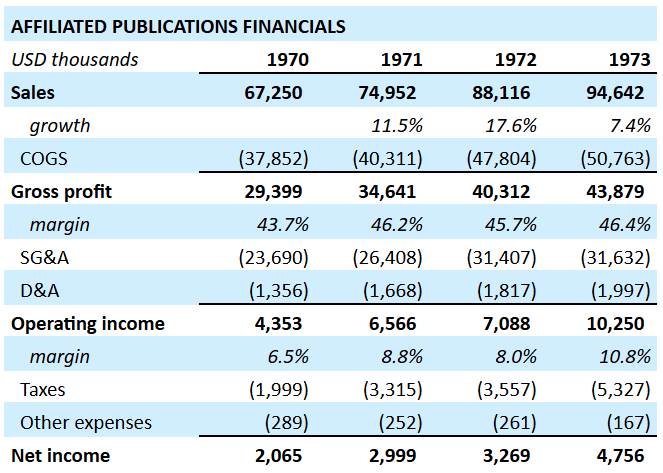 AFFILIATED PUBLICATIONS FINANCIALS
USD thousands 1970 1971 1972 1973
Sales 67,250 74,952 88,116 94,642
growth 11.5% 17.6% 7.4%
COGS (37,852) (40,311) (47,804) (50,763)
Gross profit 29,399 34,641 40,312 43,879
margin 43.7% 46.2% 45.7% 46.4%
SG&A (23,690) (26,408) (31,407) (31,632)
D&A (1,356) (1,668) (1,817) (1,997)
Operating income 4,353 6,566 7,088 10,250
margin 6.5% 8.8% 8.0% 10.8%
Taxes (1,999) (3,315) (3,557) (5,327)
Other expenses (289) (252) (261) (167)
Net income 2,065 2,999 3,269 4,756